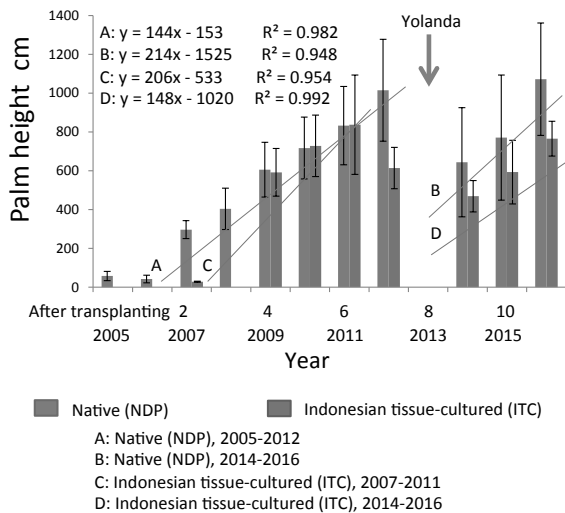 1400
1200
1000
800
600
400
200
0
Palm height cm
A: y = 144x - 153 R² = 0.982
B: y = 214x - 1525 R² = 0.948
C: y = 206x - 533 R² = 0.954
D: y = 148x - 1020 R² = 0.992
Yolanda
A
C
B
D
After transplanting 2 4 6 8 10
2005 2007 2009 2011 2013 2015
Year
Native (NDP) Indonesian tissue-cultured (ITC)
A: Native (NDP), 2005-2012
B: Native (NDP), 2014-2016
C: Indonesian tissue-cultured (ITC), 2007-2011
D: Indonesian tissue-cultured (ITC), 2014-2016